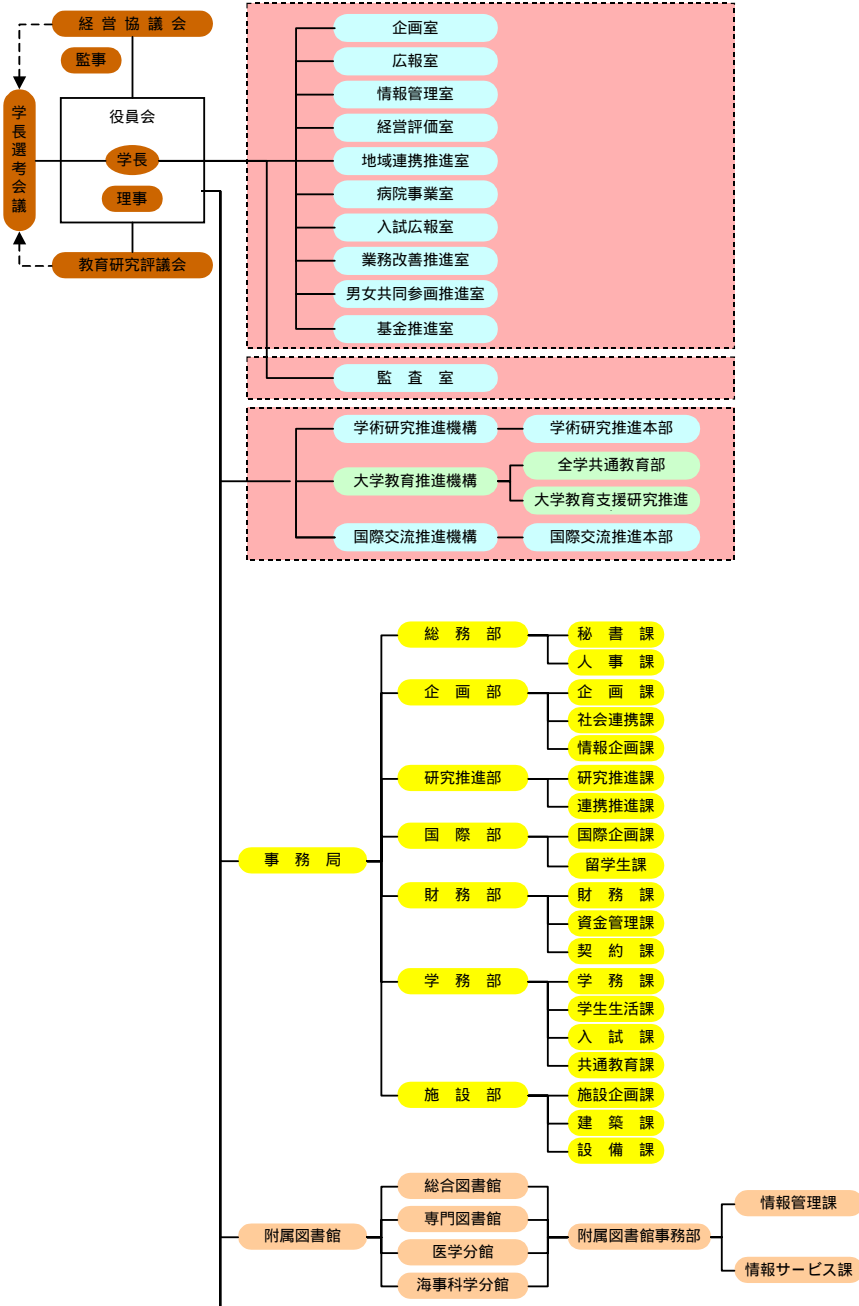 経営協議会
監事
学長選考会議
役員会
学長
理事
教育研究評議会
企画室
広報室
情報管理室
経営評価室
地域連携推進室
病院事業室
入試広報室
業務改善推進室
男女共同参画推進室
基金推進室
監査室
学術研究推進機構
学術研究推進本部
大学教育推進機構
全学共通教育部
大学教育支援研究推進
国際交流推進機構
国際交流推進本部
事務局
総務部
秘書課
人事課
企画部
企画課
社会連携課
情報企画課
研究推進部
研究推進課
連携推進課
国際部
国際企画課
留学生課
財務部
財務課
資金管理課
契約課
学務部
学務課
学生生活課
入試課
共通教育課
施設部
施設企画課
建築課
設備課
附属図書館
総合図書館
専門図書館
医学分館
海事科学分館
附属図書館事務部
情報管理課
情報サービス課